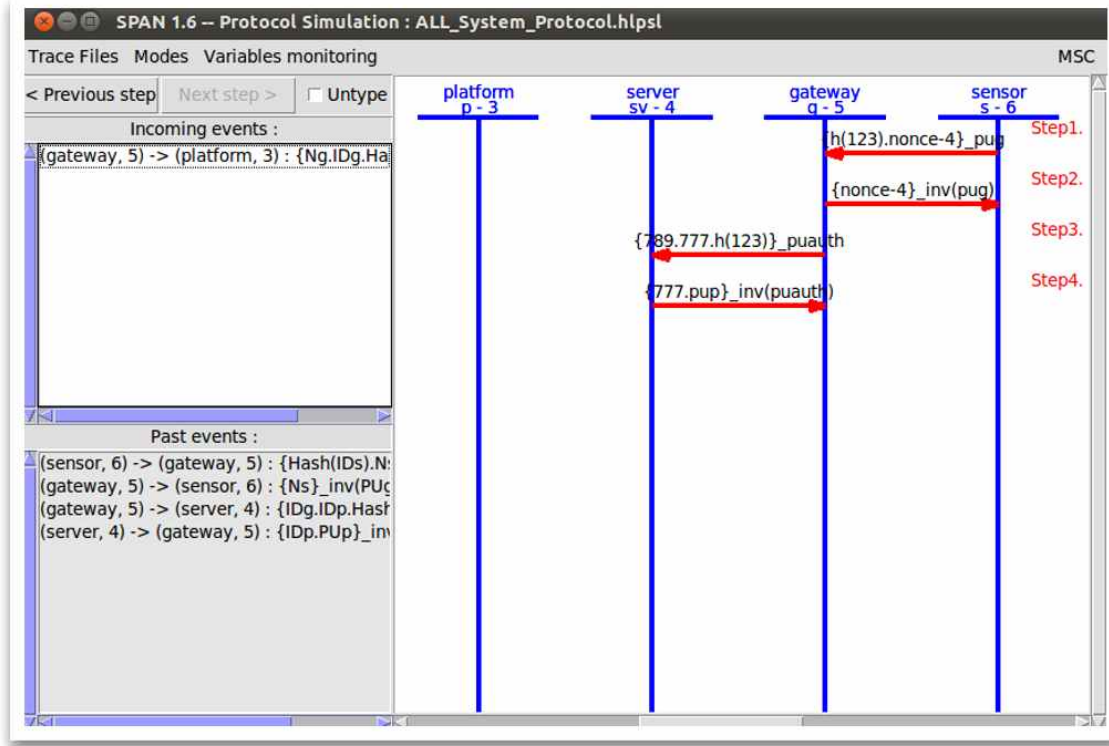 SPAN 1.6 -- Protocol Simulation : ALL_System_Protocol.hlpsl
Trace Files Modes Variables monitoring MSC
< Previous step Next step > Untype
Incoming events :
(gateway, 5) -> (platform, 3) : {Ng.IDg.Ha
Past events :
(sensor, 6) -> (gateway, 5) : {Hash(IDs).N
(gateway, 5) -> (sensor, 6) : {Ns}_inv(PUg
(gateway, 5) -> (server, 4) : {IDg.IDp.Hash
(server, 4) -> (gateway, 5) : {IDp.PUp}_inv
platform server gateway sensor
p - 3 sv - 4 g - 5 s - 6
{h(123).nonce-4}_pug Step1.
{nonce-4}_inv(pug) Step2.
{789.777.h(123)}_puauth Step3.
{777.pup}_inv(puauth) Step4.